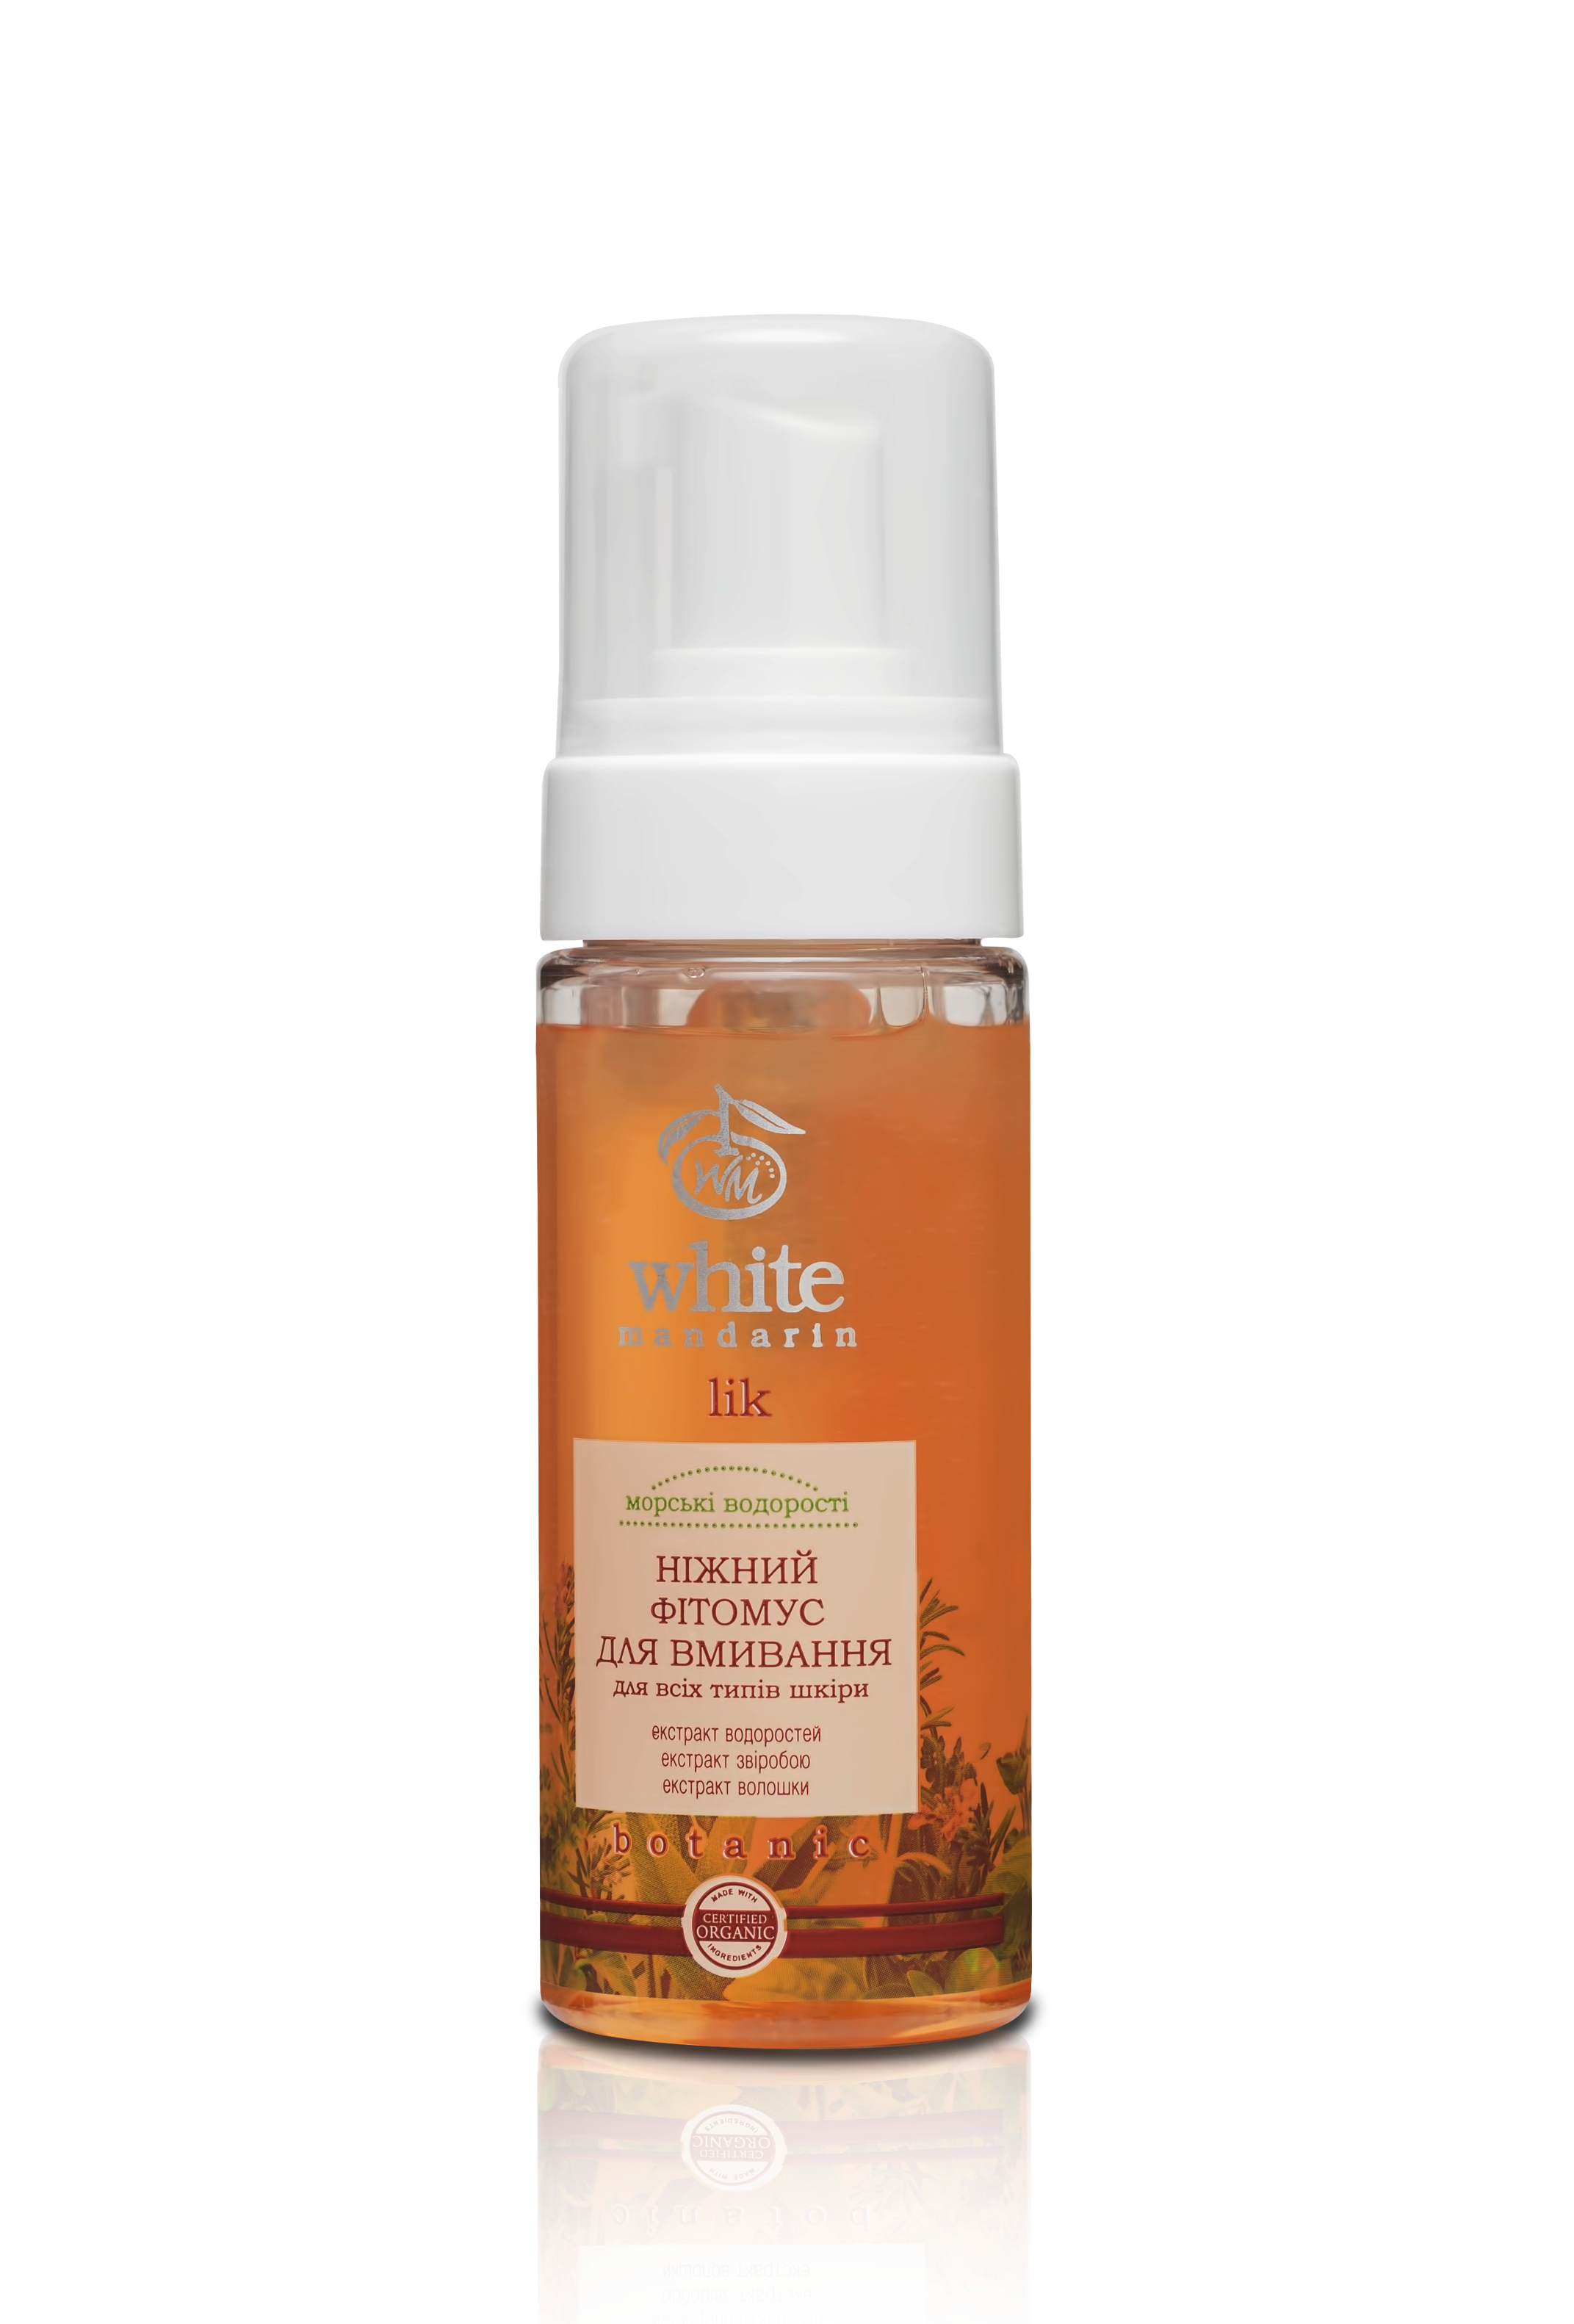 WM
white
mandarin
lik
морські водорості
НІЖНИЙ
ФІТОМУС
ДЛЯ ВМИВАННЯ
для всіх типів шкіри
екстракт водоростей
екстракт звіробою
екстракт волошки
botanic
MADE WITH
CERTIFIED
ORGANIC
INGREDIENTS